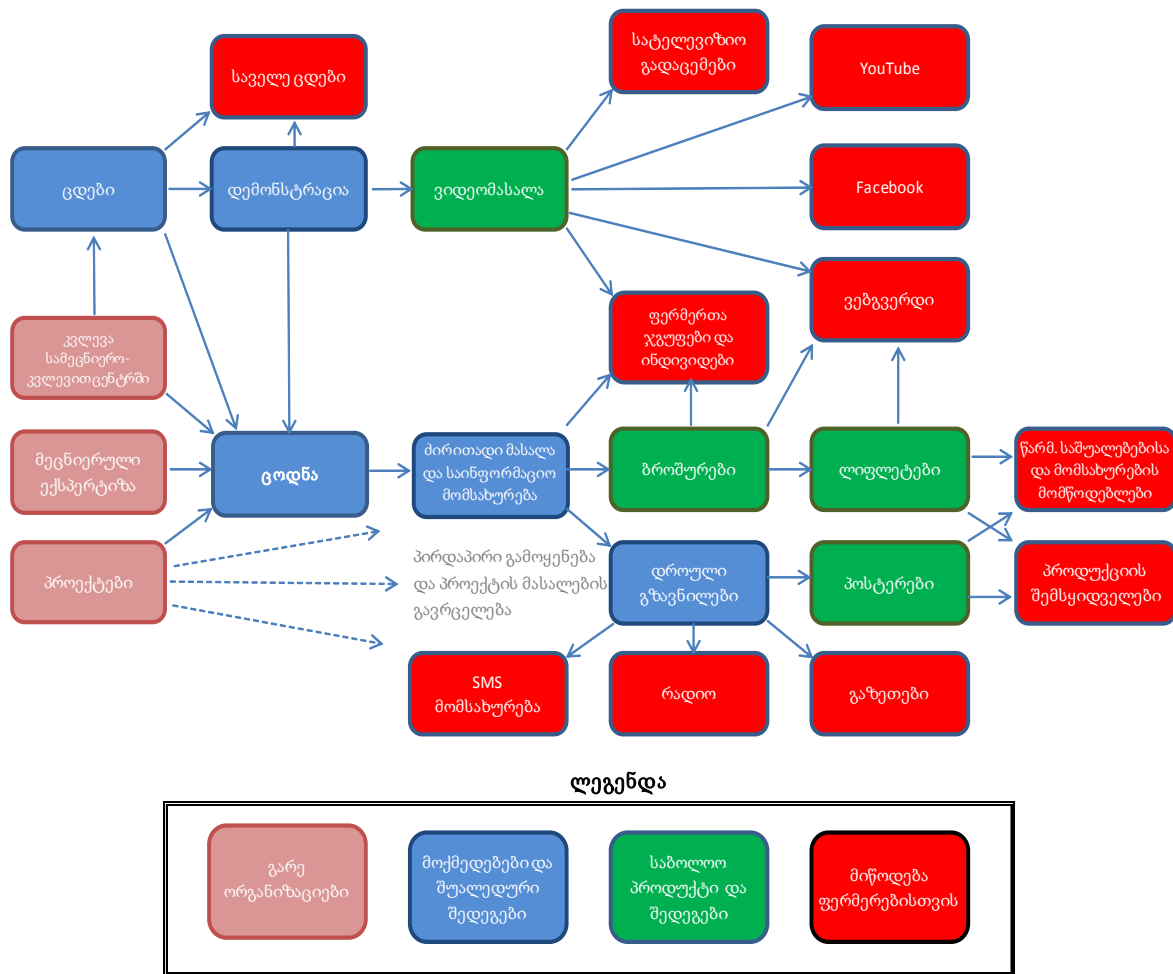 სატელევიზიო
გადაცემები
YouTube
საველე ცდები
ცდები
დემონსტრაცია
ვიდეომასალა
Facebook
ვებგვერდი
ფერმერთა
ჯგუფები და
ინდივიდები
კვლევა
სამეცნიერო-
კვლევით ცენტრში
მეცნიერული
ექსპერტიზა
ცოდნა
ძირითადი მასალა
და საინფორმაციო
მომსახურება
ბროშურები
ლიფლეტები
წარმ. საშუალებებისა
და მომსახურების
მომწოდებლები
პროექტები
პირდაპირი გამოყენება
და პროექტის მასალების
გავრცელება
დროული
გზავნილები
პოსტერები
პროდუქციის
შემსყიდველები
SMS
მომსახურება
რადიო
გაზეთები
ლეგენდა
გარე
ორგანიზაციები
მოქმედებები და
შუალედური
შედეგები
საბოლოო
პროდუქტი და
შედეგები
მიწოდება
ფერმერებისთვის